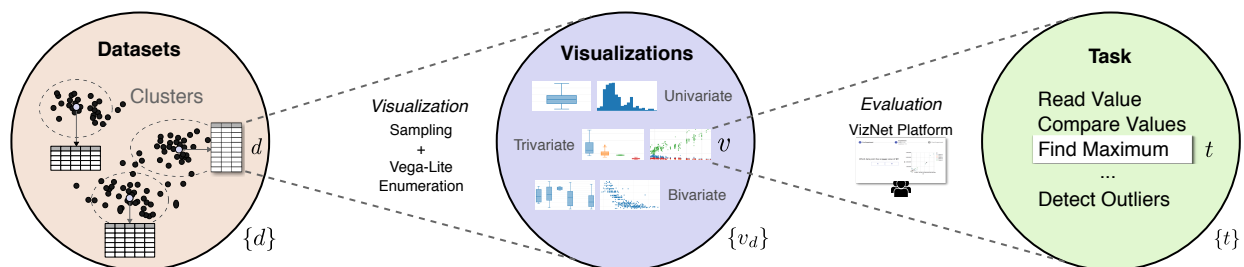 Datasets
Clusters
d
{d}
Visualization
Sampling
+
Vega-Lite
Enumeration
Visualizations
Univariate
Trivariate
v
Bivariate
{v_d}
Evaluation
VizNet Platform
Task
Read Value
Compare Values
Find Maximum
t
...
Detect Outliers
{t}